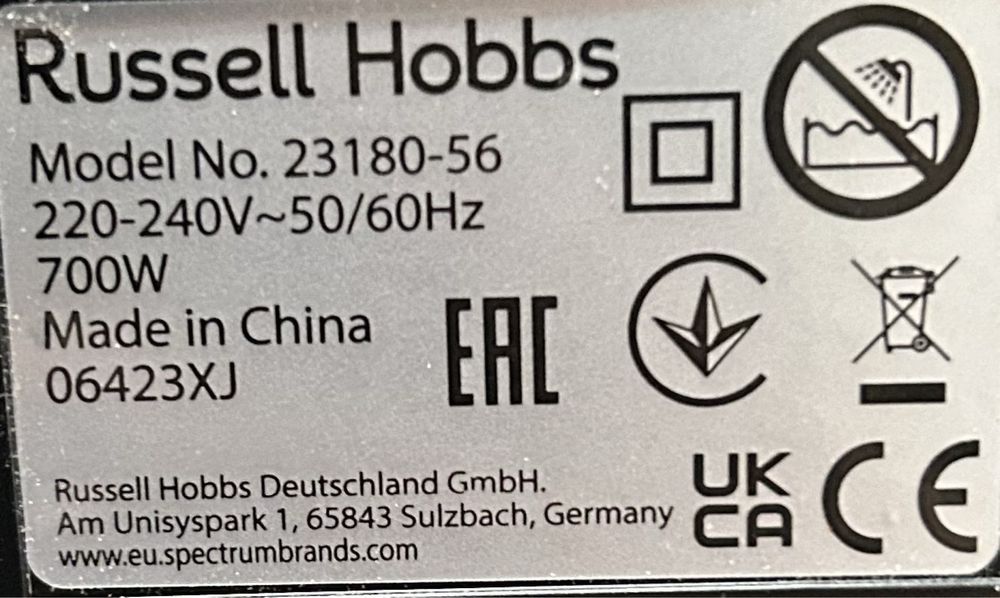 Russell Hobbs
Model No. 23180-56
220-240V~50/60Hz
700W
Made in China
06423XJ
EAC
Russell Hobbs Deutschland GmbH.
Am Unisyspark 1, 65843 Sulzbach, Germany
www.eu.spectrumbrands.com
UK
CA
CE